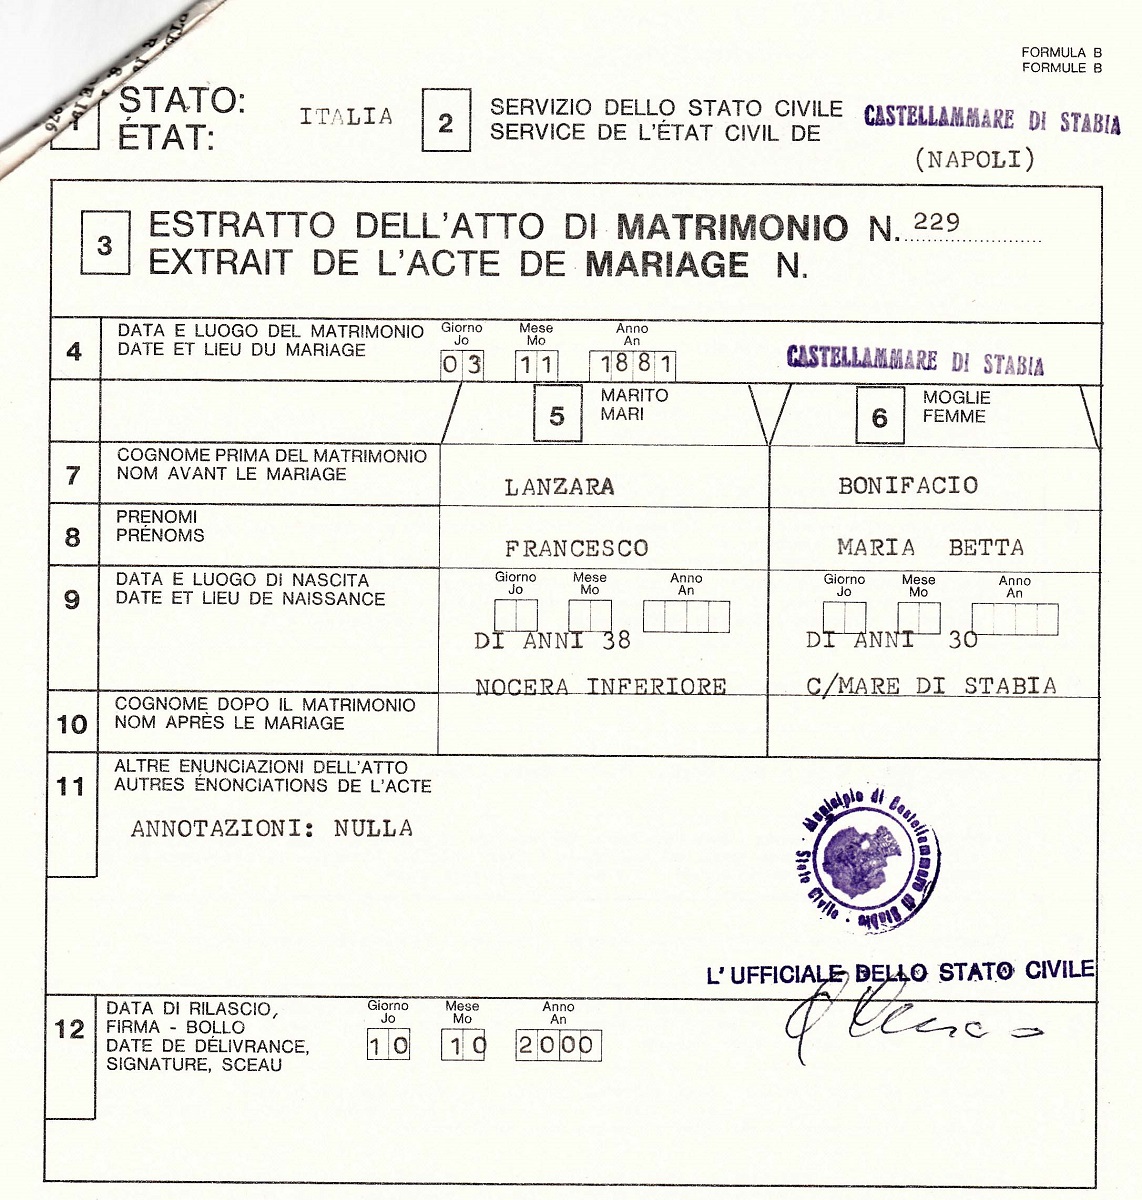 FORMULA B
FORMULE B
1 STATO: ITALIA
ÉTAT:
2 SERVIZIO DELLO STATO CIVILE CASTELLAMMARE DI STABIA
SERVICE DE L'ÉTAT CIVIL DE
(NAPOLI)
3 ESTRATTO DELL'ATTO DI MATRIMONIO N. 229
EXTRAIT DE L'ACTE DE MARIAGE N.
4 DATA E LUOGO DEL MATRIMONIO
DATE ET LIEU DU MARIAGE
Giorno Mese Anno
Jo Mo An
03 11 1881 CASTELLAMMARE DI STABIA
5 MARITO
MARI
6 MOGLIE
FEMME
7 COGNOME PRIMA DEL MATRIMONIO
NOM AVANT LE MARIAGE
LANZARA BONIFACIO
8 PRENOMI
PRÉNOMS
FRANCESCO MARIA BETTA
9 DATA E LUOGO DI NASCITA
DATE ET LIEU DE NAISSANCE
Giorno Mese Anno Giorno Mese Anno
Jo Mo An Jo Mo An
DI ANNI 38 DI ANNI 30
NOCERA INFERIORE C/MARE DI STABIA
10 COGNOME DOPO IL MATRIMONIO
NOM APRÈS LE MARIAGE
11 ALTRE ENUNCIAZIONI DELL'ATTO
AUTRES ÉNONCIATIONS DE L'ACTE
ANNOTAZIONI: NULLA
Municipio di Castellammare di Stabia · Stato Civile ·
L'UFFICIALE DELLO STATO CIVILE
12 DATA DI RILASCIO,
FIRMA - BOLLO
DATE DE DÉLIVRANCE,
SIGNATURE, SCEAU
Giorno Mese Anno
Jo Mo An
10 10 2000